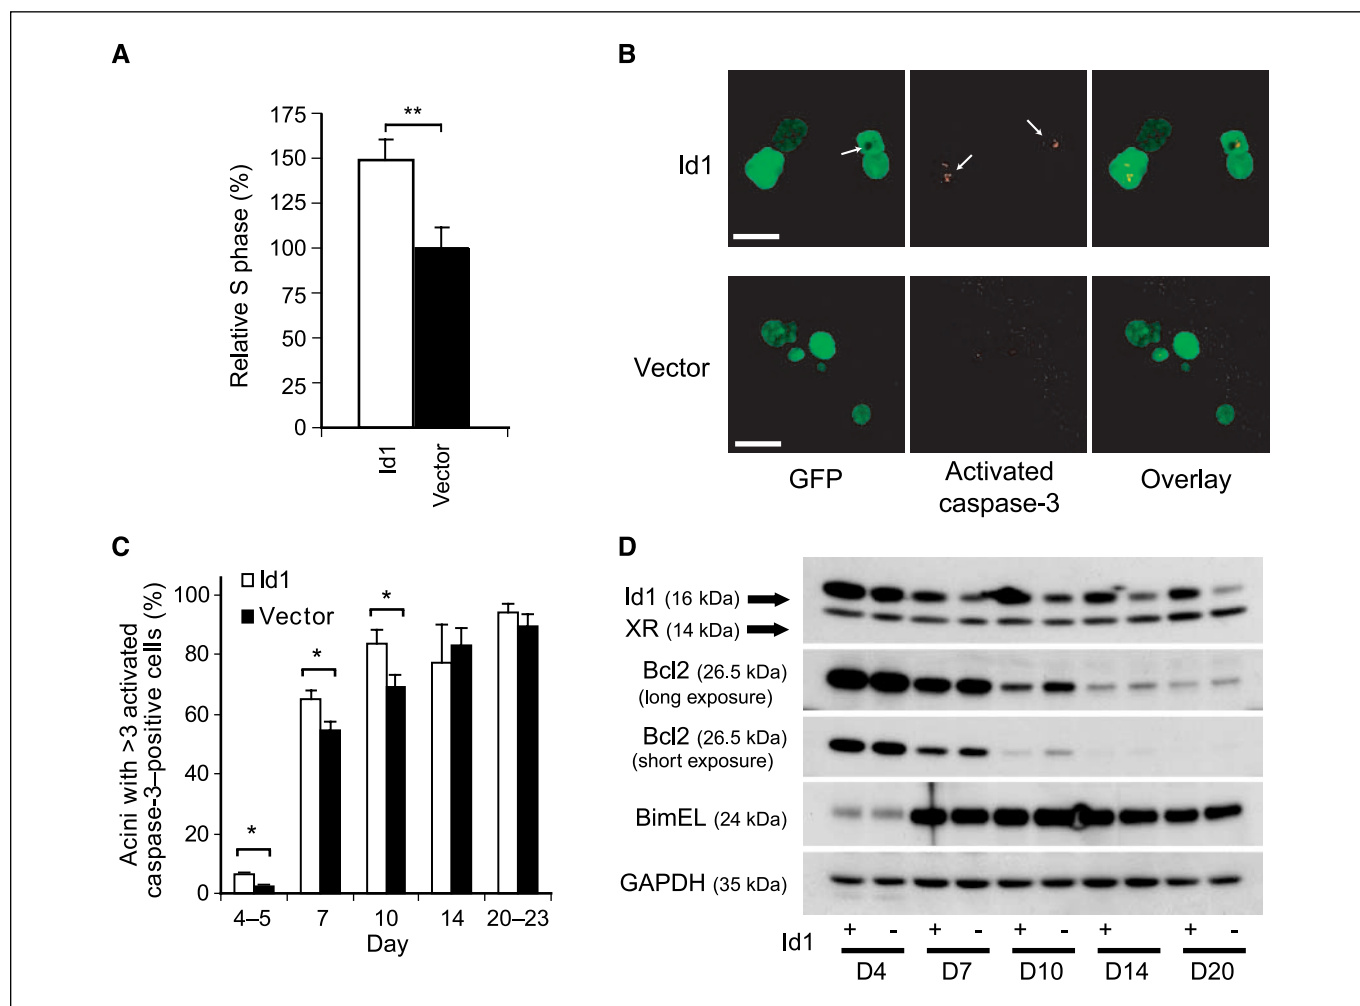 A
175
150
125
100
75
50
25
0
Relative S phase (%)
**
Id1
Vector
B
Id1
Vector
GFP
Activated
caspase-3
Overlay
C
Id1
Vector
100
80
60
40
20
0
Acini with >3 activated
caspase-3–positive cells (%)
*
*
*
4–5 7 10 14 20–23
Day
D
Id1 (16 kDa)
XR (14 kDa)
Bcl2 (26.5 kDa)
(long exposure)
Bcl2 (26.5 kDa)
(short exposure)
BimEL (24 kDa)
GAPDH (35 kDa)
Id1 + - + - + - + + -
D4 D7 D10 D14 D20